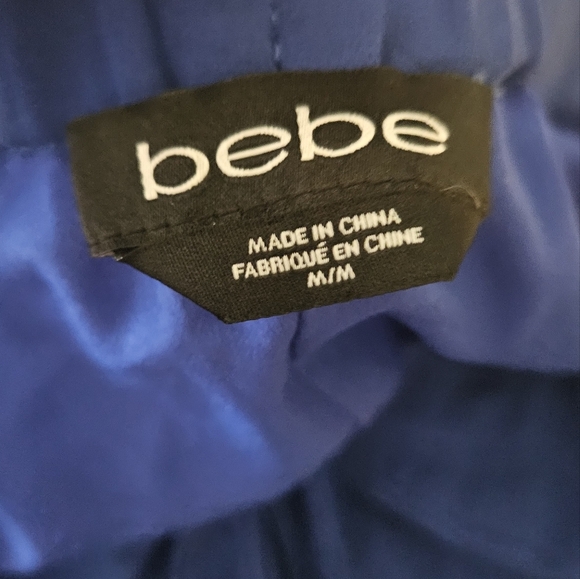 bebe
MADE IN CHINA
FABRIQUÉ EN CHINE
M/M